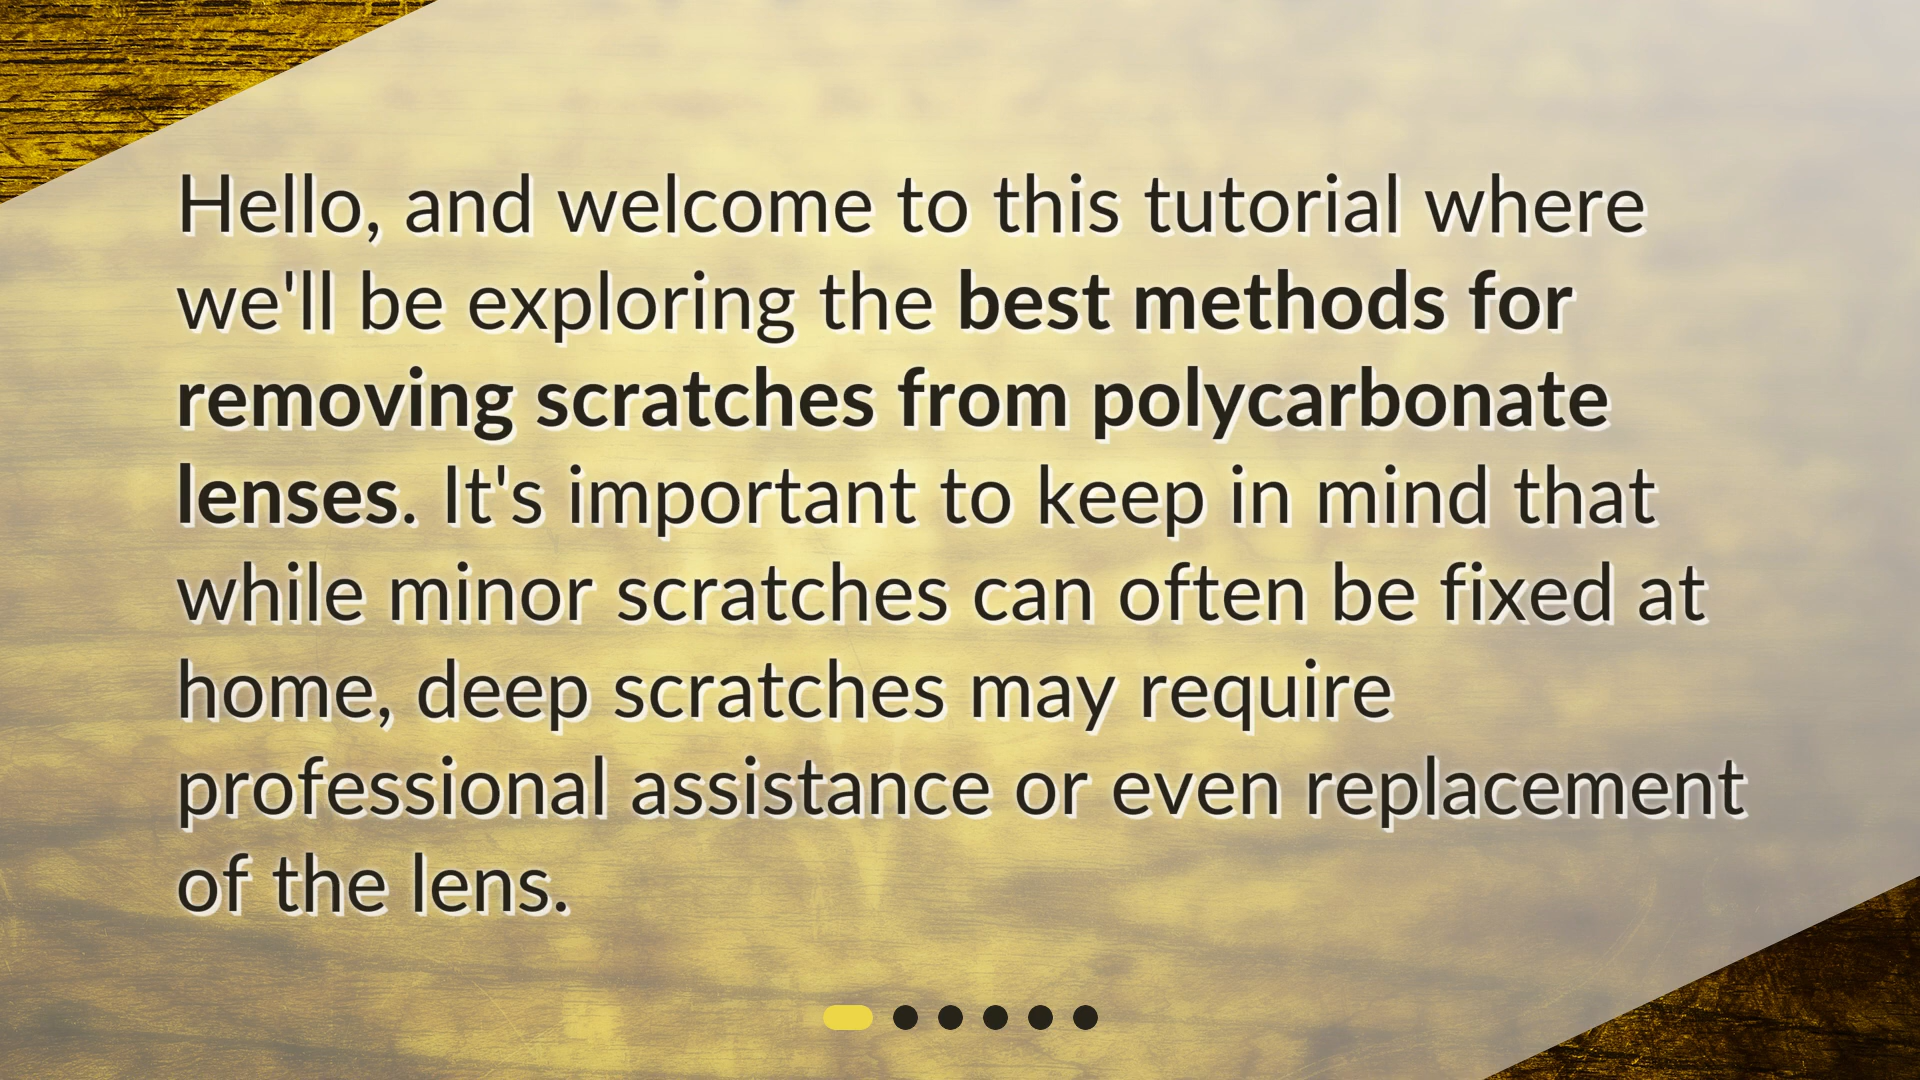 Hello, and welcome to this tutorial where
we'll be exploring the best methods for
removing scratches from polycarbonate
lenses. It's important to keep in mind that
while minor scratches can often be fixed at
home, deep scratches may require
professional assistance or even replacement
of the lens.